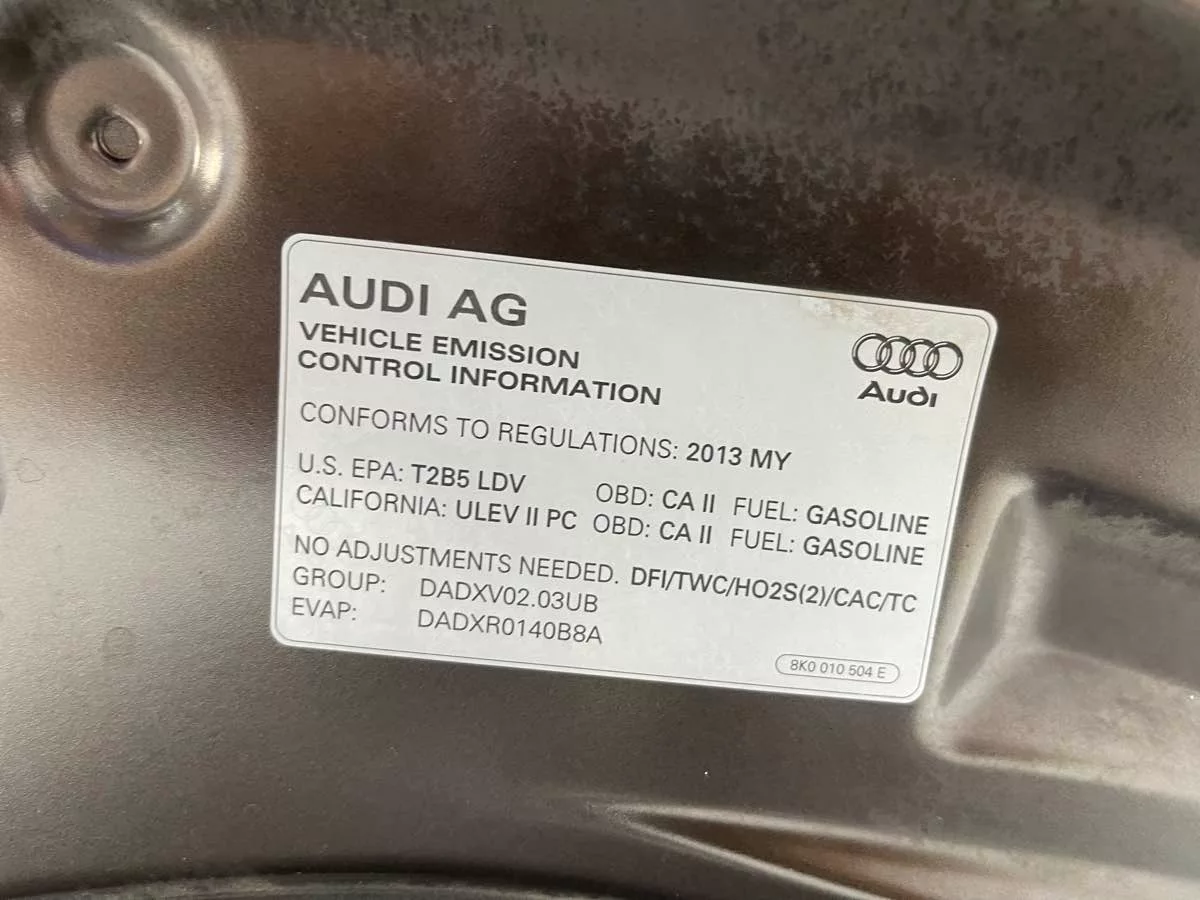 AUDI AG
VEHICLE EMISSION
CONTROL INFORMATION
Audi
CONFORMS TO REGULATIONS: 2013 MY
U.S. EPA: T2B5 LDV OBD: CA II FUEL: GASOLINE
CALIFORNIA: ULEV II PC OBD: CA II FUEL: GASOLINE
NO ADJUSTMENTS NEEDED. DFI/TWC/HO2S(2)/CAC/TC
GROUP: DADXV02.03UB
EVAP: DADXR0140B8A
8K0 010 504 E